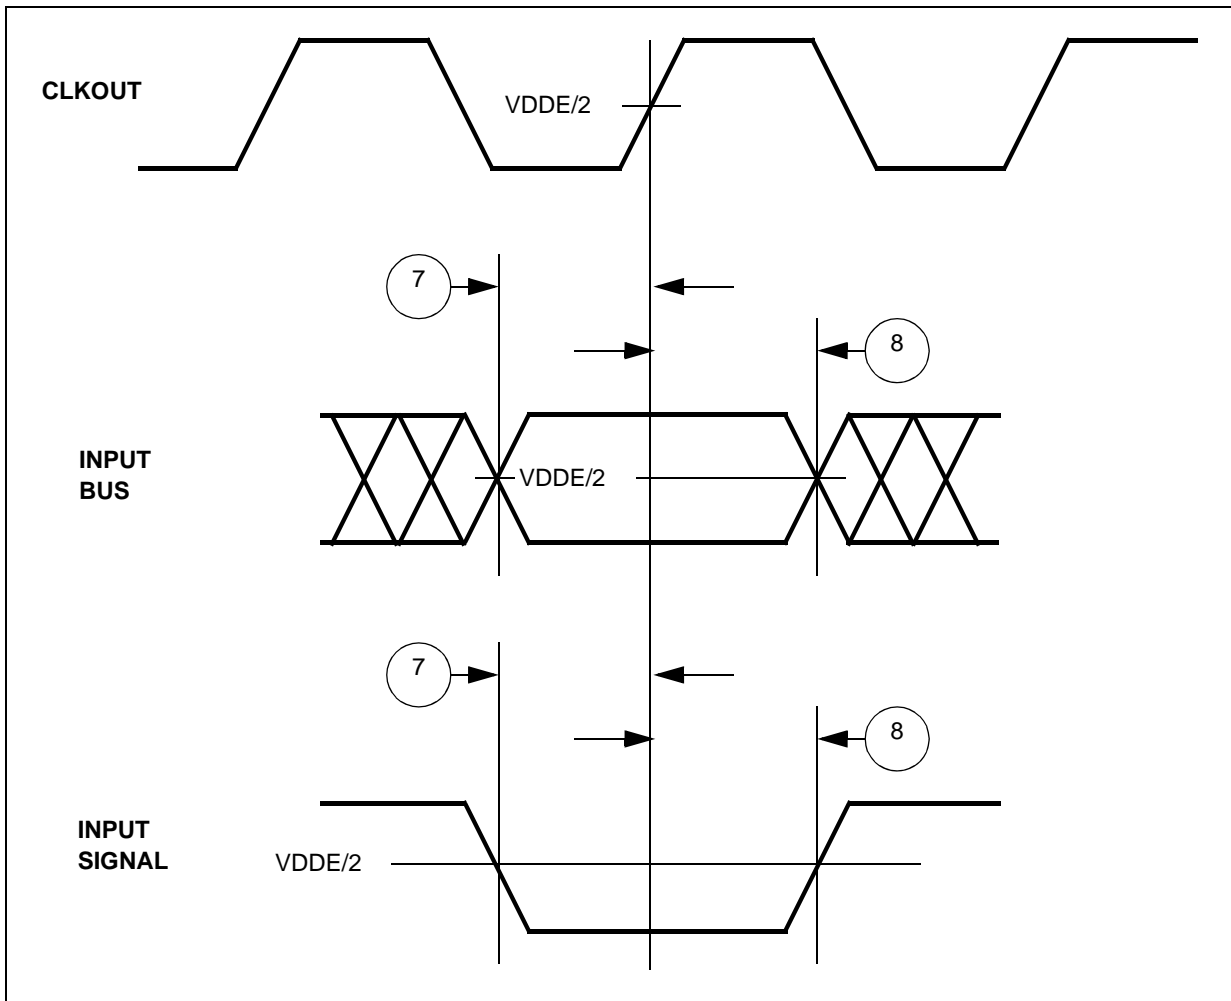 CLKOUT
VDDE/2
7
8
INPUT
BUS
VDDE/2
7
8
INPUT
SIGNAL
VDDE/2